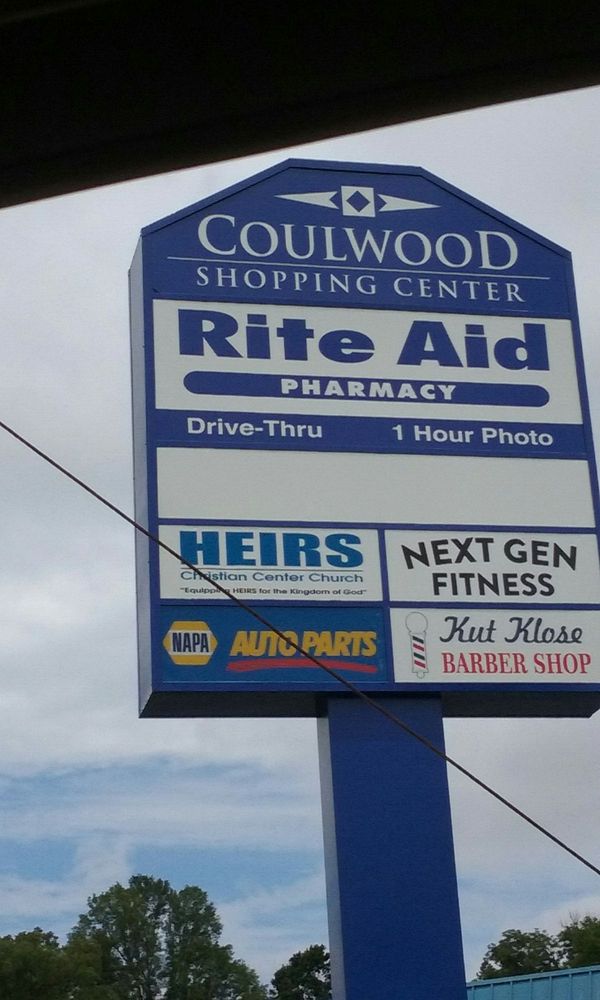 COULWOOD
SHOPPING CENTER
Rite Aid
PHARMACY
Drive-Thru 1 Hour Photo
HEIRS
Christian Center Church
"Equipping HEIRS for the Kingdom of God"
NEXT GEN
FITNESS
NAPA AUTO PARTS
Kut Klose
BARBER SHOP